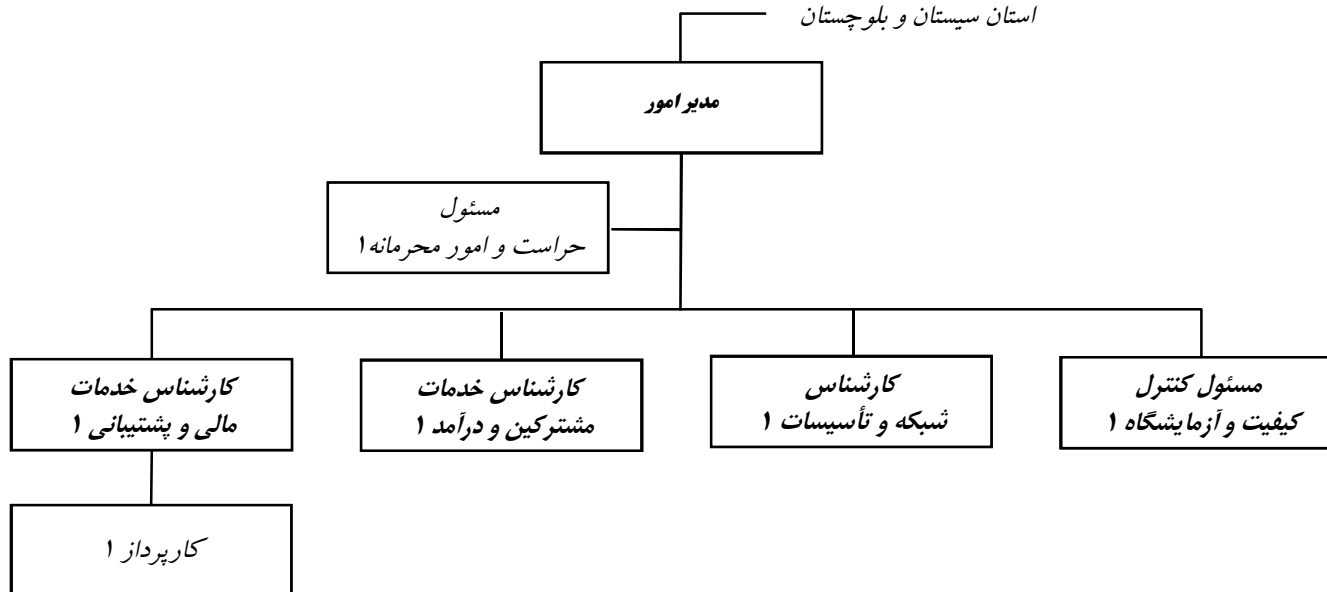 استان سیستان و بلوچستان
مدیر امور
مسئول
حراست و امور محرمانه ۱
مسئول کنترل
کیفیت و آزمایشگاه ۱
کارشناس
شبکه و تأسیسات ۱
کارشناس خدمات
مشترکین و درآمد ۱
کارشناس خدمات
مالی و پشتیبانی ۱
کارپرداز ۱